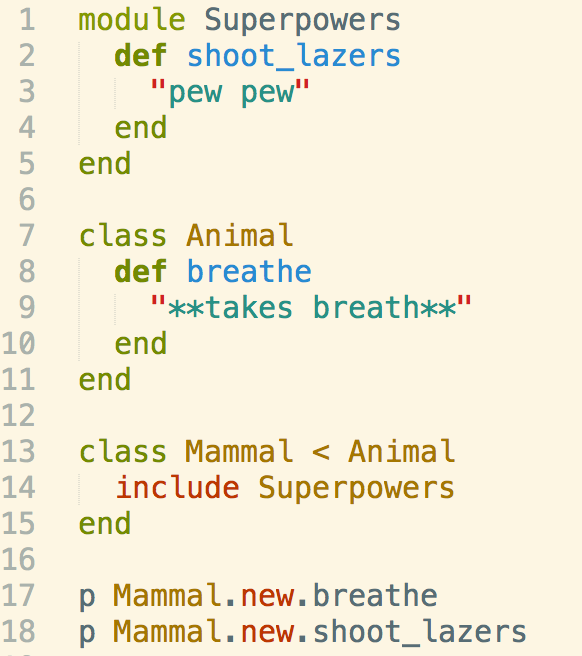 1 module Superpowers
2   def shoot_lazers
3     "pew pew"
4   end
5 end
6
7 class Animal
8   def breathe
9     "**takes breath**"
10   end
11 end
12
13 class Mammal < Animal
14   include Superpowers
15 end
16
17 p Mammal.new.breathe
18 p Mammal.new.shoot_lazers